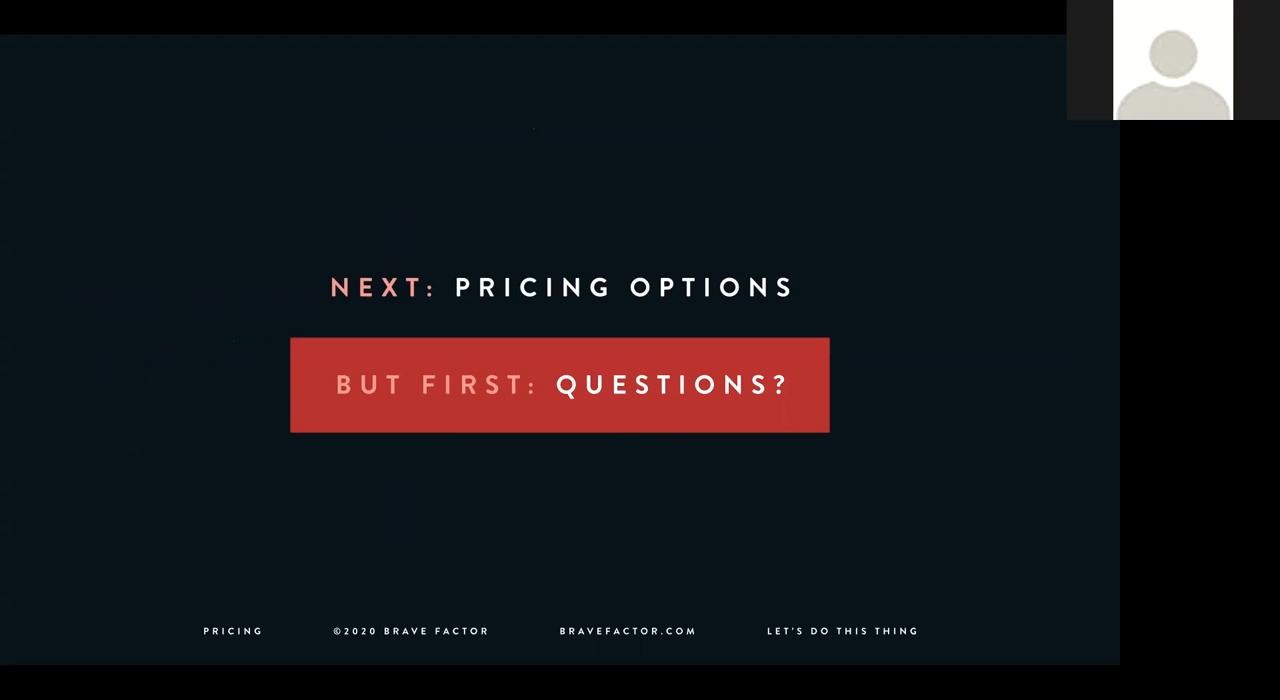 NEXT: PRICING OPTIONS
BUT FIRST: QUESTIONS?
PRICING ©2020 BRAVE FACTOR BRAVEFACTOR.COM LET'S DO THIS THING